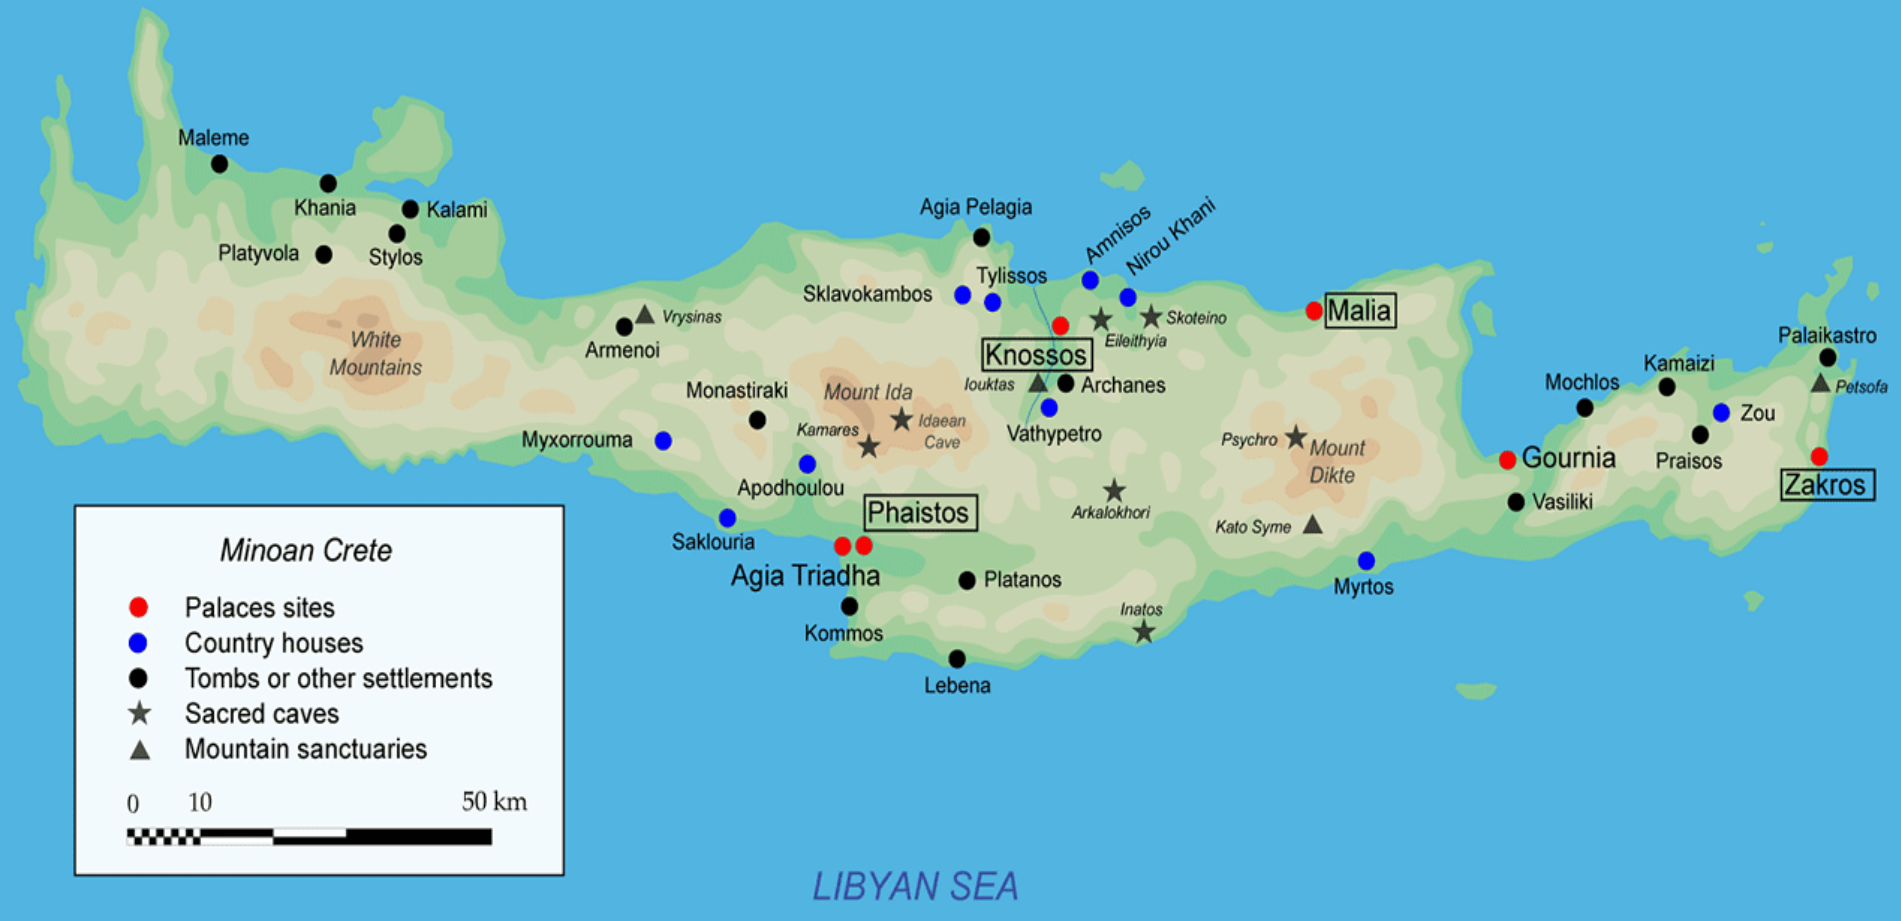 Maleme
Khania
Kalami
Platyvola
Stylos
White
Mountains
Agia Pelagia
Amnisos
Nirou Khani
Tylissos
Sklavokambos
Vrysinas
Armenoi
Skoteino
Eileithyia
Malia
Knossos
Palaikastro
Iouktas
Archanes
Kamaizi
Mochlos
Petsofa
Monastiraki
Mount Ida
Idaean
Cave
Kamares
Vathypetro
Zou
Praisos
Myxorrouma
Psychro
Mount
Dikte
Gournia
Zakros
Apodhoulou
Phaistos
Arkalokhori
Vasiliki
Kato Syme
Saklouria
Agia Triadha
Platanos
Myrtos
Inatos
Kommos
Lebena
Minoan Crete
Palaces sites
Country houses
Tombs or other settlements
Sacred caves
Mountain sanctuaries
0 10 50 km
LIBYAN SEA